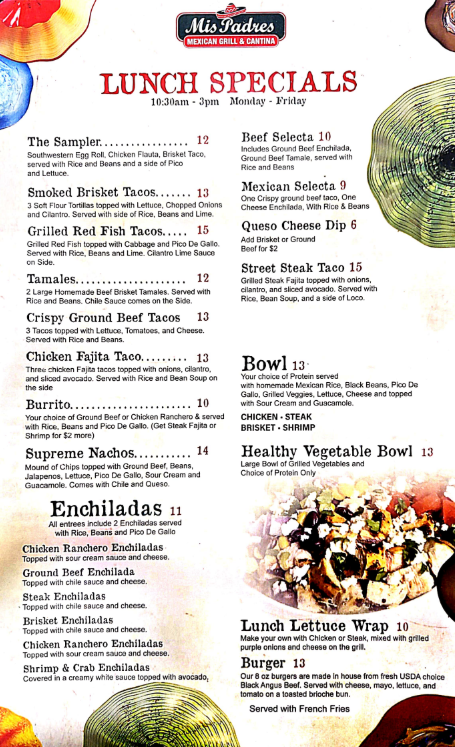 Mis Padres
MEXICAN GRILL & CANTINA
LUNCH SPECIALS
10:30am - 3pm Monday - Friday
The Sampler................. 12
Southwestern Egg Roll, Chicken Flauta, Brisket Taco,
served with Rice and Beans and a side of Pico
and Lettuce.
Smoked Brisket Tacos....... 13
3 Soft Flour Tortillas topped with Lettuce, Chopped Onions
and Cilantro. Served with side of Rice, Beans and Lime.
Grilled Red Fish Tacos..... 15
Grilled Red Fish topped with Cabbage and Pico De Gallo.
Served with Rice, Beans and Lime. Cilantro Lime Sauce
on Side.
Tamales..................... 12
2 Large Homemade Beef Brisket Tamales. Served with
Rice and Beans. Chile Sauce comes on the Side.
Crispy Ground Beef Tacos 13
3 Tacos topped with Lettuce, Tomatoes, and Cheese.
Served with Rice and Beans.
Chicken Fajita Taco......... 13
Three chicken Fajita tacos topped with onions, cilantro,
and sliced avocado. Served with Rice and Bean Soup on
the side
Burrito...................... 10
Your choice of Ground Beef or Chicken Ranchero & served
with Rice, Beans and Pico De Gallo. (Get Steak Fajita or
Shrimp for $2 more)
Supreme Nachos........... 14
Mound of Chips topped with Ground Beef, Beans,
Jalapenos, Lettuce, Pico De Gallo, Sour Cream and
Guacamole. Comes with Chile and Queso.
Enchiladas 11
All entrees include 2 Enchiladas served
with Rice, Beans and Pico De Gallo
Chicken Ranchero Enchiladas
Topped with sour cream sauce and cheese.
Ground Beef Enchilada
Topped with chile sauce and cheese.
Steak Enchiladas
Topped with chile sauce and cheese.
Brisket Enchiladas
Topped with chile sauce and cheese.
Chicken Ranchero Enchiladas
Topped with sour cream sauce and cheese.
Shrimp & Crab Enchiladas
Covered in a creamy white sauce topped with avocado,
Beef Selecta 10
Includes Ground Beef Enchilada,
Ground Beef Tamale, served with
Rice and Beans
Mexican Selecta 9
One Crispy ground beef taco, One
Cheese Enchilada, With Rice & Beans
Queso Cheese Dip 6
Add Brisket or Ground
Beef for $2
Street Steak Taco 15
Grilled Steak Fajita topped with onions,
cilantro, and sliced avocado. Served with
Rice, Bean Soup, and a side of Loco.
Bowl 13
Your choice of Protein served
with homemade Mexican Rice, Black Beans, Pico De
Gallo, Grilled Veggies, Lettuce, Cheese and topped
with Sour Cream and Guacamole.
CHICKEN • STEAK
BRISKET • SHRIMP
Healthy Vegetable Bowl 13
Large Bowl of Grilled Vegetables and
Choice of Protein Only
Lunch Lettuce Wrap 10
Make your own with Chicken or Steak, mixed with grilled
purple onions and cheese on the grill.
Burger 13
Our 8 oz burgers are made in house from fresh USDA choice
Black Angus Beef. Served with cheese, mayo, lettuce, and
tomato on a toasted brioche bun.
Served with French Fries